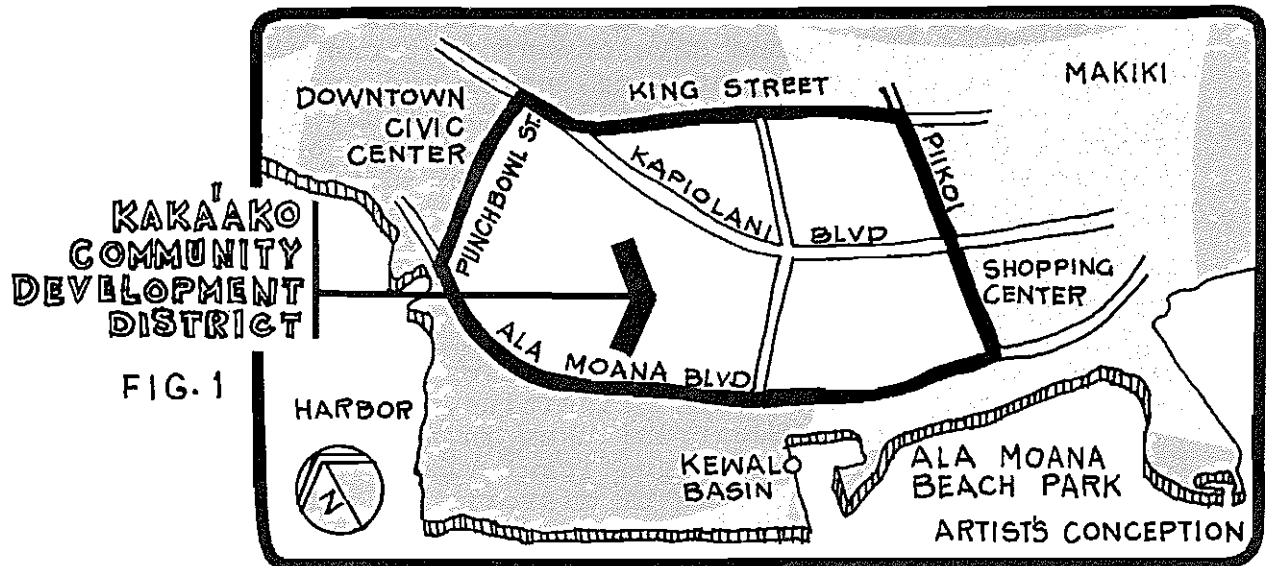 KAKA'AKO
COMMUNITY
DEVELOPMENT
DISTRICT
FIG. 1
DOWNTOWN
CIVIC
CENTER
PUNCHBOWL ST.
KING STREET
MAKIKI
KAPIOLANI BLVD
PIIKOI
SHOPPING
CENTER
ALA MOANA BLVD
HARBOR
N
KEWALO
BASIN
ALA MOANA
BEACH PARK
ARTIST'S CONCEPTION